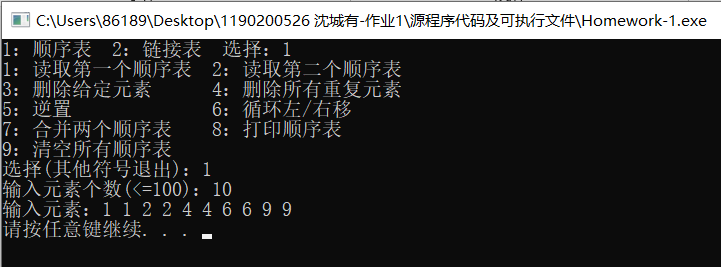 C:\Users\86189\Desktop\1190200526 沈城有-作业1\源程序代码及可执行文件\Homework-1.exe
1：顺序表  2：链接表  选择：1
1：读取第一个顺序表  2：读取第二个顺序表
3：删除给定元素      4：删除所有重复元素
5：逆置              6：循环左/右移
7：合并两个顺序表    8：打印顺序表
9：清空所有顺序表
选择(其他符号退出)：1
输入元素个数(<=100)：10
输入元素：1 1 2 2 4 4 6 6 9 9
请按任意键继续. . .